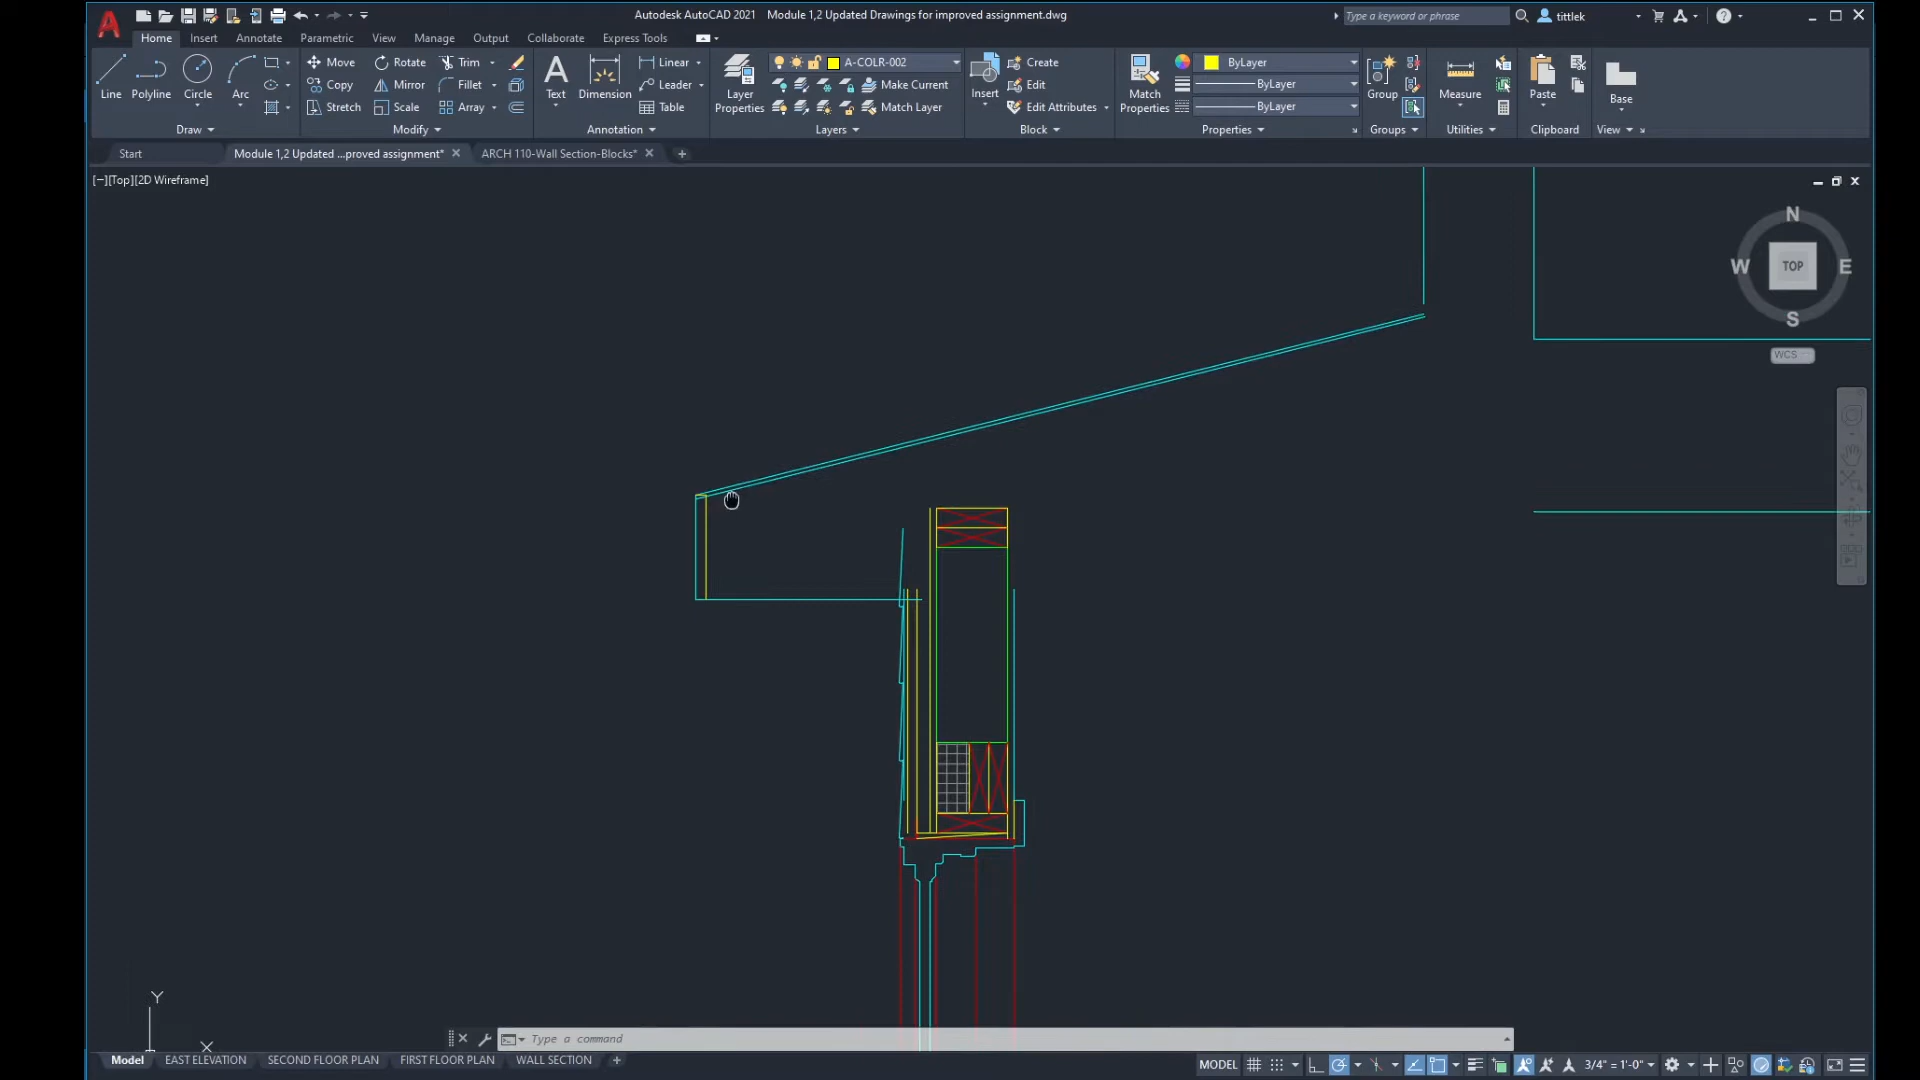 Autodesk AutoCAD 2021 Module 1,2 Updated Drawings for improved assignment.dwg
Type a keyword or phrase
tittlek
Home Insert Annotate Parametric View Manage Output Collaborate Express Tools
Line Polyline Circle Arc
Move Rotate Trim
Copy Mirror Fillet
Stretch Scale Array
Text Dimension
Linear
Leader
Table
Layer Properties
A-COLR-002
Make Current
Match Layer
Insert
Create
Edit
Edit Attributes
Match Properties
ByLayer
ByLayer
ByLayer
Group Measure Paste Base
Draw Modify Annotation Layers Block Properties Groups Utilities Clipboard View
Start Module 1,2 Updated ...proved assignment* ARCH 110-Wall Section-Blocks*
[−][Top][2D Wireframe]
N
W TOP E
S
WCS
Y
X
Type a command
Model EAST ELEVATION SECOND FLOOR PLAN FIRST FLOOR PLAN WALL SECTION
MODEL 3/4" = 1'-0"